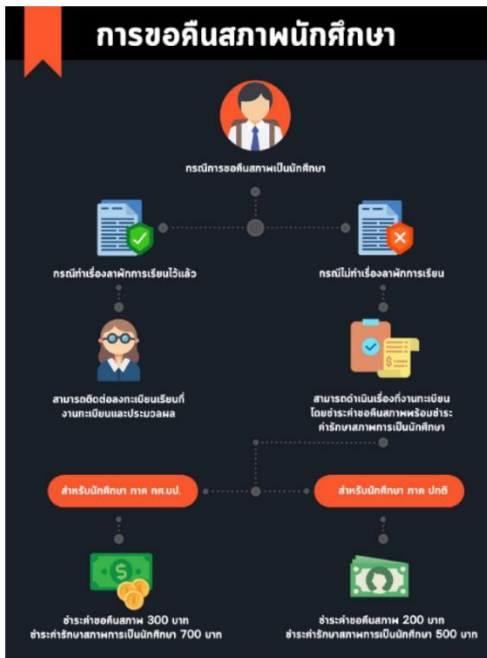 การขอคืนสภาพนักศึกษา
กรณีการขอคืนสภาพเป็นนักศึกษา
กรณีทำเรื่องลาพักการเรียนไว้แล้ว
กรณีไม่ทำเรื่องลาพักการเรียน
สามารถติดต่อลงทะเบียนเรียนที่
งานทะเบียนและประมวลผล
สามารถดำเนินเรื่องที่งานทะเบียน
โดยชำระค่าขอคืนสภาพพร้อมชำระ
ค่ารักษาสภาพการเป็นนักศึกษา
สำหรับนักศึกษา ภาค กศ.บป.
สำหรับนักศึกษา ภาค ปกติ
ชำระค่าขอคืนสภาพ 300 บาท
ชำระค่ารักษาสภาพการเป็นนักศึกษา 700 บาท
ชำระค่าขอคืนสภาพ 200 บาท
ชำระค่ารักษาสภาพการเป็นนักศึกษา 500 บาท